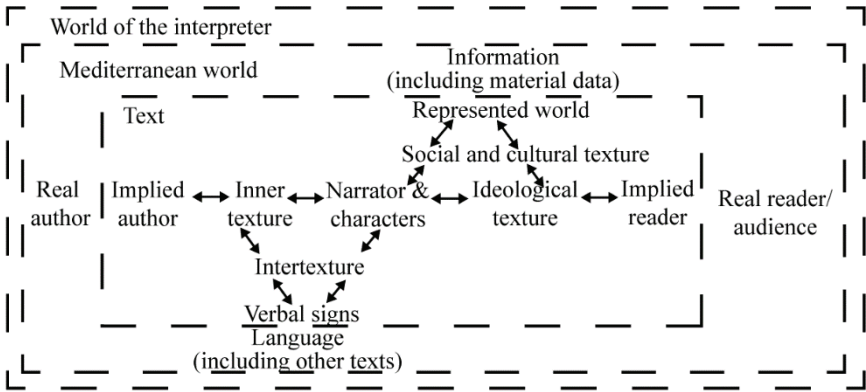 World of the interpreter
Mediterranean world
Information
(including material data)
Text
Represented world
Social and cultural texture
Real
author
Implied
author
Inner
texture
Narrator &
characters
Ideological
texture
Implied
reader
Real reader/
audience
Intertexture
Verbal signs
Language
(including other texts)